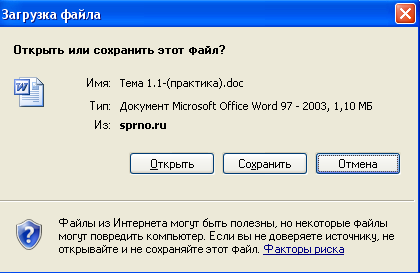 Загрузка файла
Открыть или сохранить этот файл?
Имя: Тема 1.1-(практика).doc
Тип: Документ Microsoft Office Word 97 - 2003, 1,10 МБ
Из: sprno.ru
Открыть Сохранить Отмена
Файлы из Интернета могут быть полезны, но некоторые файлы
могут повредить компьютер. Если вы не доверяете источнику, не
открывайте и не сохраняйте этот файл. Факторы риска